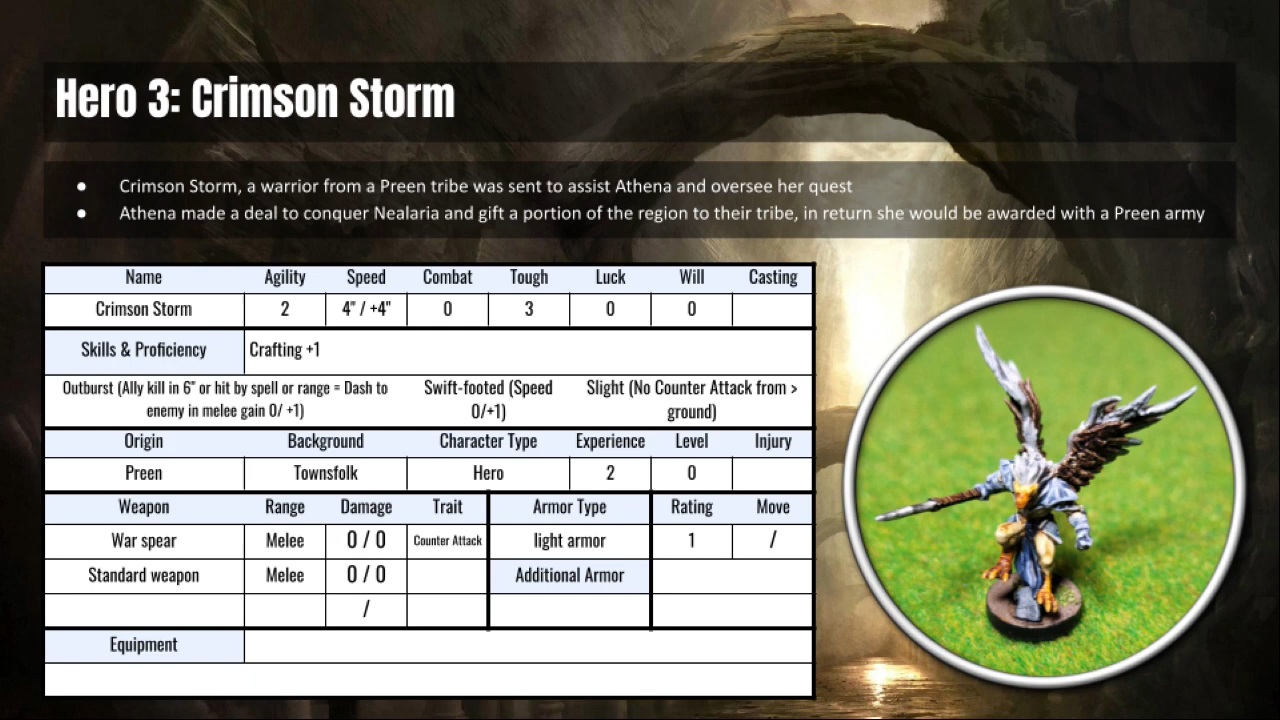 Hero 3: Crimson Storm
● Crimson Storm, a warrior from a Preen tribe was sent to assist Athena and oversee her quest
● Athena made a deal to conquer Nealaria and gift a portion of the region to their tribe, in return she would be awarded with a Preen army
Name Agility Speed Combat Tough Luck Will Casting
Crimson Storm 2 4" / +4" 0 3 0 0
Skills & Proficiency Crafting +1
Outburst (Ally kill in 6" or hit by spell or range = Dash to
enemy in melee gain 0/ +1)
Swift-footed (Speed
0/+1)
Slight (No Counter Attack from >
ground)
Origin Background Character Type Experience Level Injury
Preen Townsfolk Hero 2 0
Weapon Range Damage Trait Armor Type Rating Move
War spear Melee 0 / 0 Counter Attack light armor 1 /
Standard weapon Melee 0 / 0 Additional Armor
/
Equipment